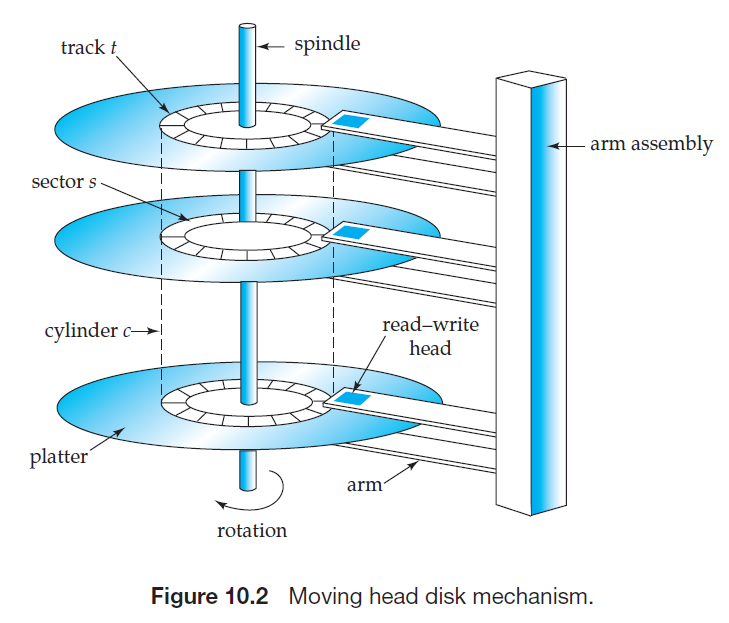 track t
spindle
arm assembly
sector s
cylinder c
read–write
head
platter
arm
rotation
Figure 10.2 Moving head disk mechanism.